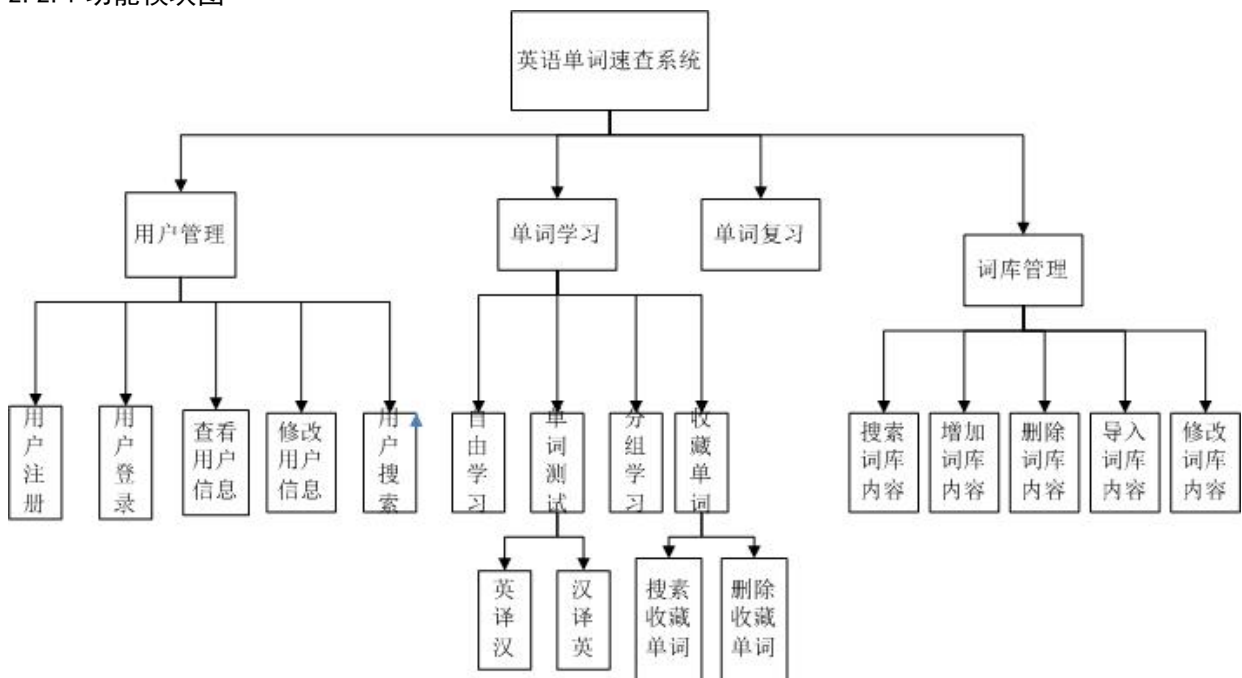 2.2.1功能模块图
英语单词速查系统
用户管理
单词学习
单词复习
词库管理
用
户
注
册
用
户
登
录
查看
用户
信息
修改
用户
信息
用
户
搜
索
自
由
学
习
单
词
测
试
分
组
学
习
收
藏
单
词
搜索
词库
内容
增加
词库
内容
删除
词库
内容
导入
词库
内容
修改
词库
内容
英
译
汉
汉
译
英
搜素
收藏
单词
删除
收藏
单词